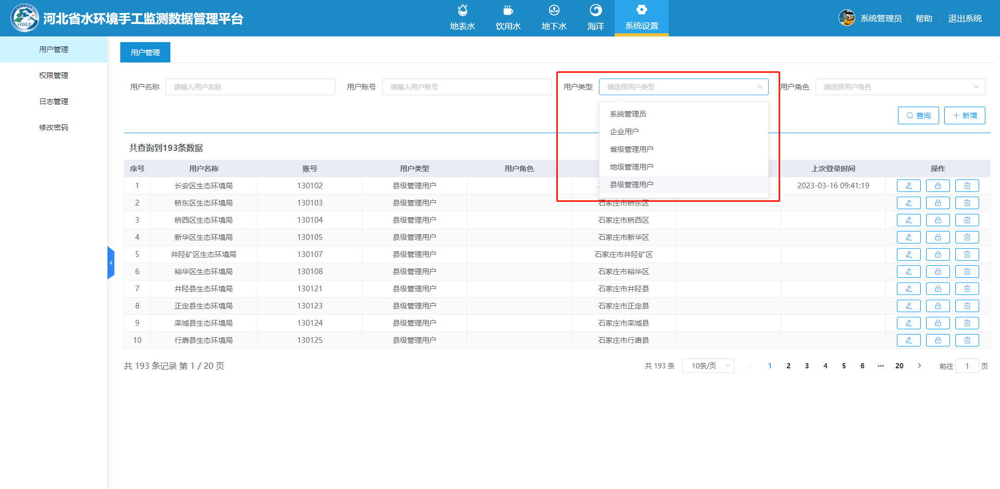 HBEE
河北省水环境手工监测数据管理平台
地表水 饮用水 地下水 海洋 系统设置
系统管理员 帮助 退出系统
用户管理
权限管理
日志管理
修改密码
用户管理
用户名称 请输入用户名称 用户账号 请输入用户账号 用户类型 请选择用户类型 用户角色 请选择用户角色
系统管理员
企业用户
省级管理用户
地级管理用户
县级管理用户
查询 新增
共查询到193条数据
序号 用户名称 账号 用户类型 用户角色 上次登录时间 操作
1 长安区生态环境局 130102 县级管理用户 2023-03-16 09:41:19
2 桥东区生态环境局 130103 县级管理用户 石家庄市桥东区
3 桥西区生态环境局 130104 县级管理用户 石家庄市桥西区
4 新华区生态环境局 130105 县级管理用户 石家庄市新华区
5 井陉矿区生态环境局 130107 县级管理用户 石家庄市井陉矿区
6 裕华区生态环境局 130108 县级管理用户 石家庄市裕华区
7 井陉县生态环境局 130121 县级管理用户 石家庄市井陉县
8 正定县生态环境局 130123 县级管理用户 石家庄市正定县
9 栾城县生态环境局 130124 县级管理用户 石家庄市栾城县
10 行唐县生态环境局 130125 县级管理用户 石家庄市行唐县
共 193 条记录 第 1 / 20 页
共 193 条 10条/页 1 2 3 4 5 6 ··· 20 前往 1 页